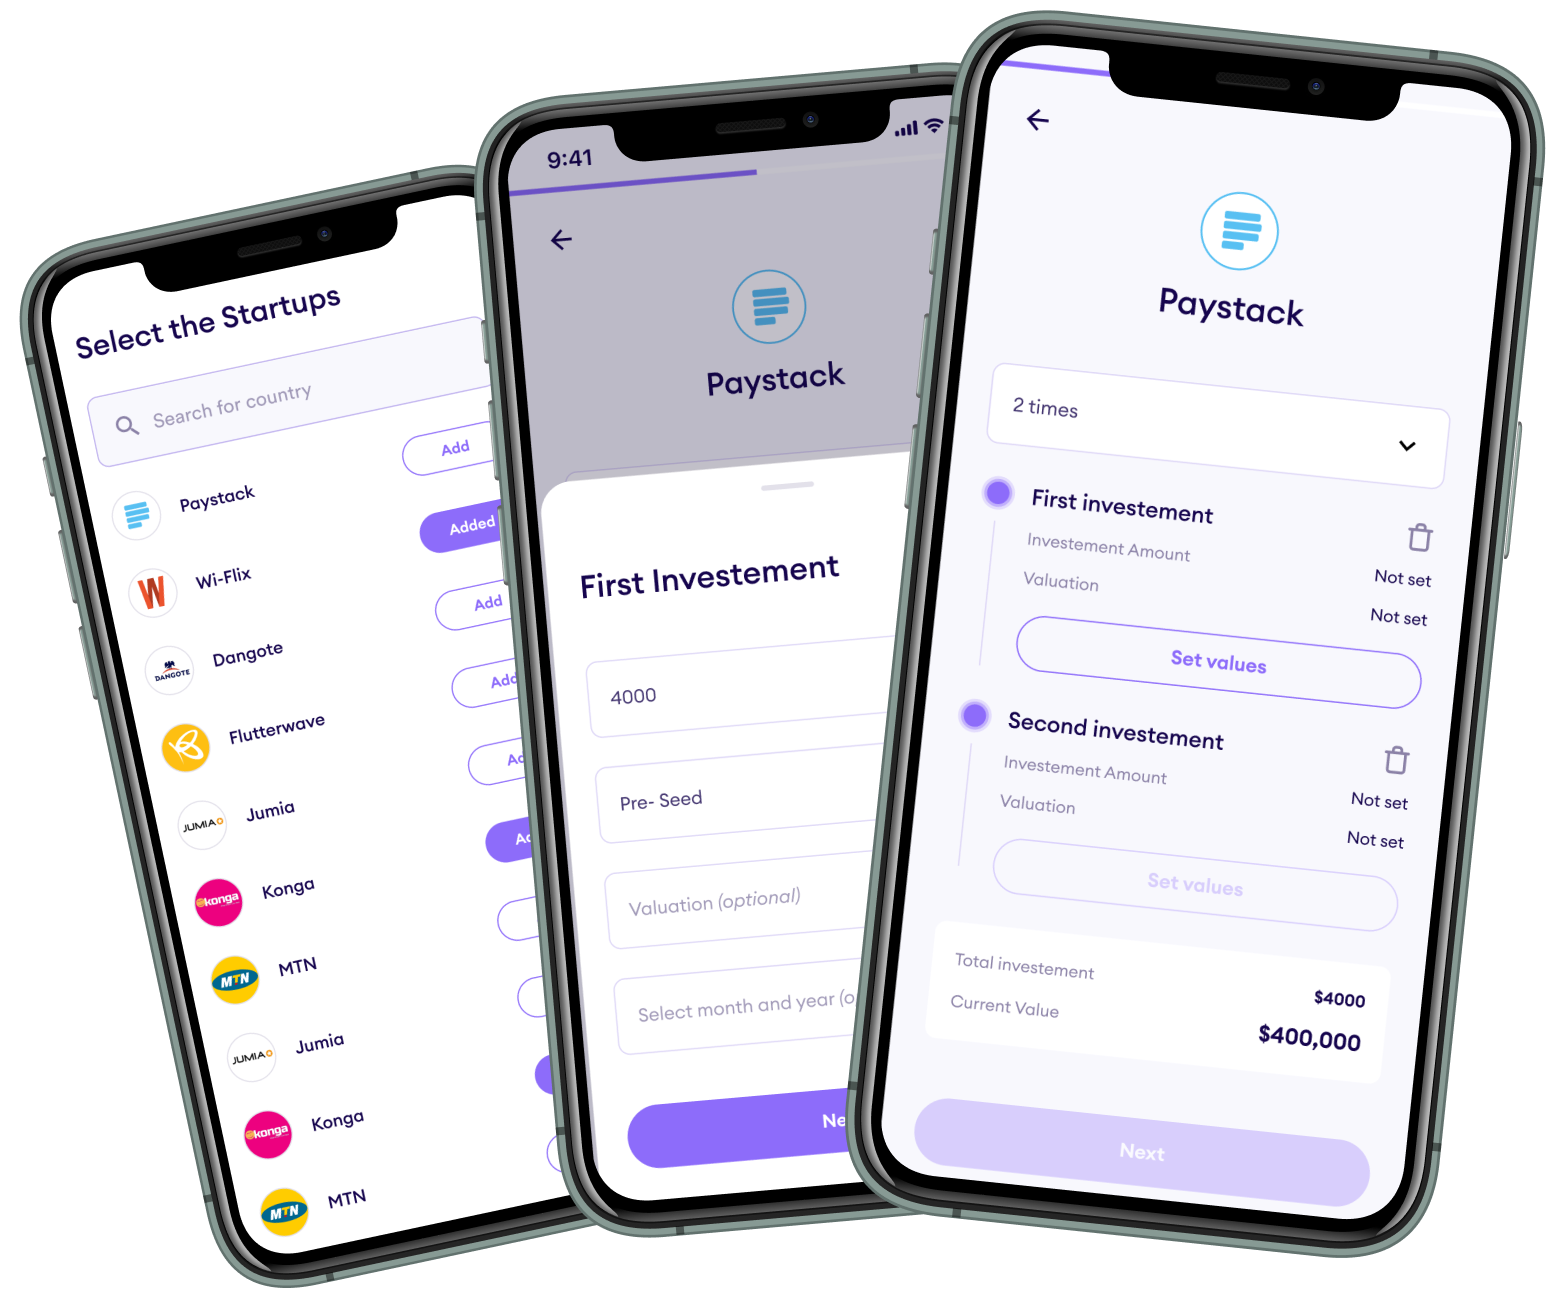 Select the Startups
Search for country
Paystack
Add
Wi-Flix
Added
DANGOTE
Dangote
Add
Flutterwave
Add
JUMIA
Jumia
konga
Konga
MTN
MTN
JUMIA
Jumia
konga
Konga
MTN
MTN
9:41
Paystack
First Investement
4000
Pre- Seed
Valuation (optional)
Select month and year (o
Ne
Paystack
2 times
First investement
Investement Amount
Not set
Valuation
Not set
Set values
Second investement
Investement Amount
Not set
Valuation
Not set
Set values
Total investement
$4000
Current Value
$400,000
Next